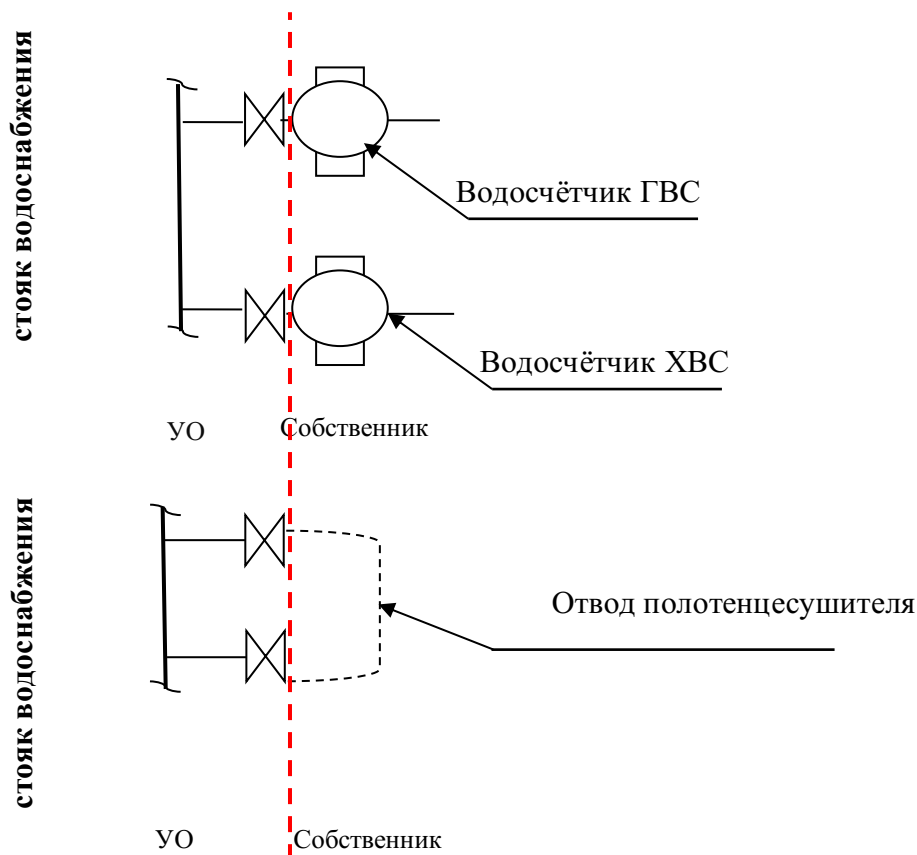 стояк водоснабжения
Водосчётчик ГВС
Водосчётчик ХВС
УО
Собственник
стояк водоснабжения
Отвод полотенцесушителя
УО
Собственник